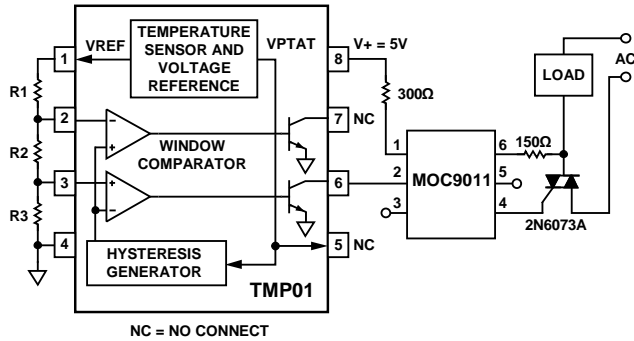 TEMPERATURE
SENSOR AND
VOLTAGE
REFERENCE
VREF
VPTAT
1
2
3
4
R1
R2
R3
WINDOW
COMPARATOR
HYSTERESIS
GENERATOR
TMP01
8
7
6
5
V+ = 5V
NC
NC
300Ω
1
2
3
MOC9011
6
5
4
150Ω
LOAD
AC
2N6073A
NC = NO CONNECT